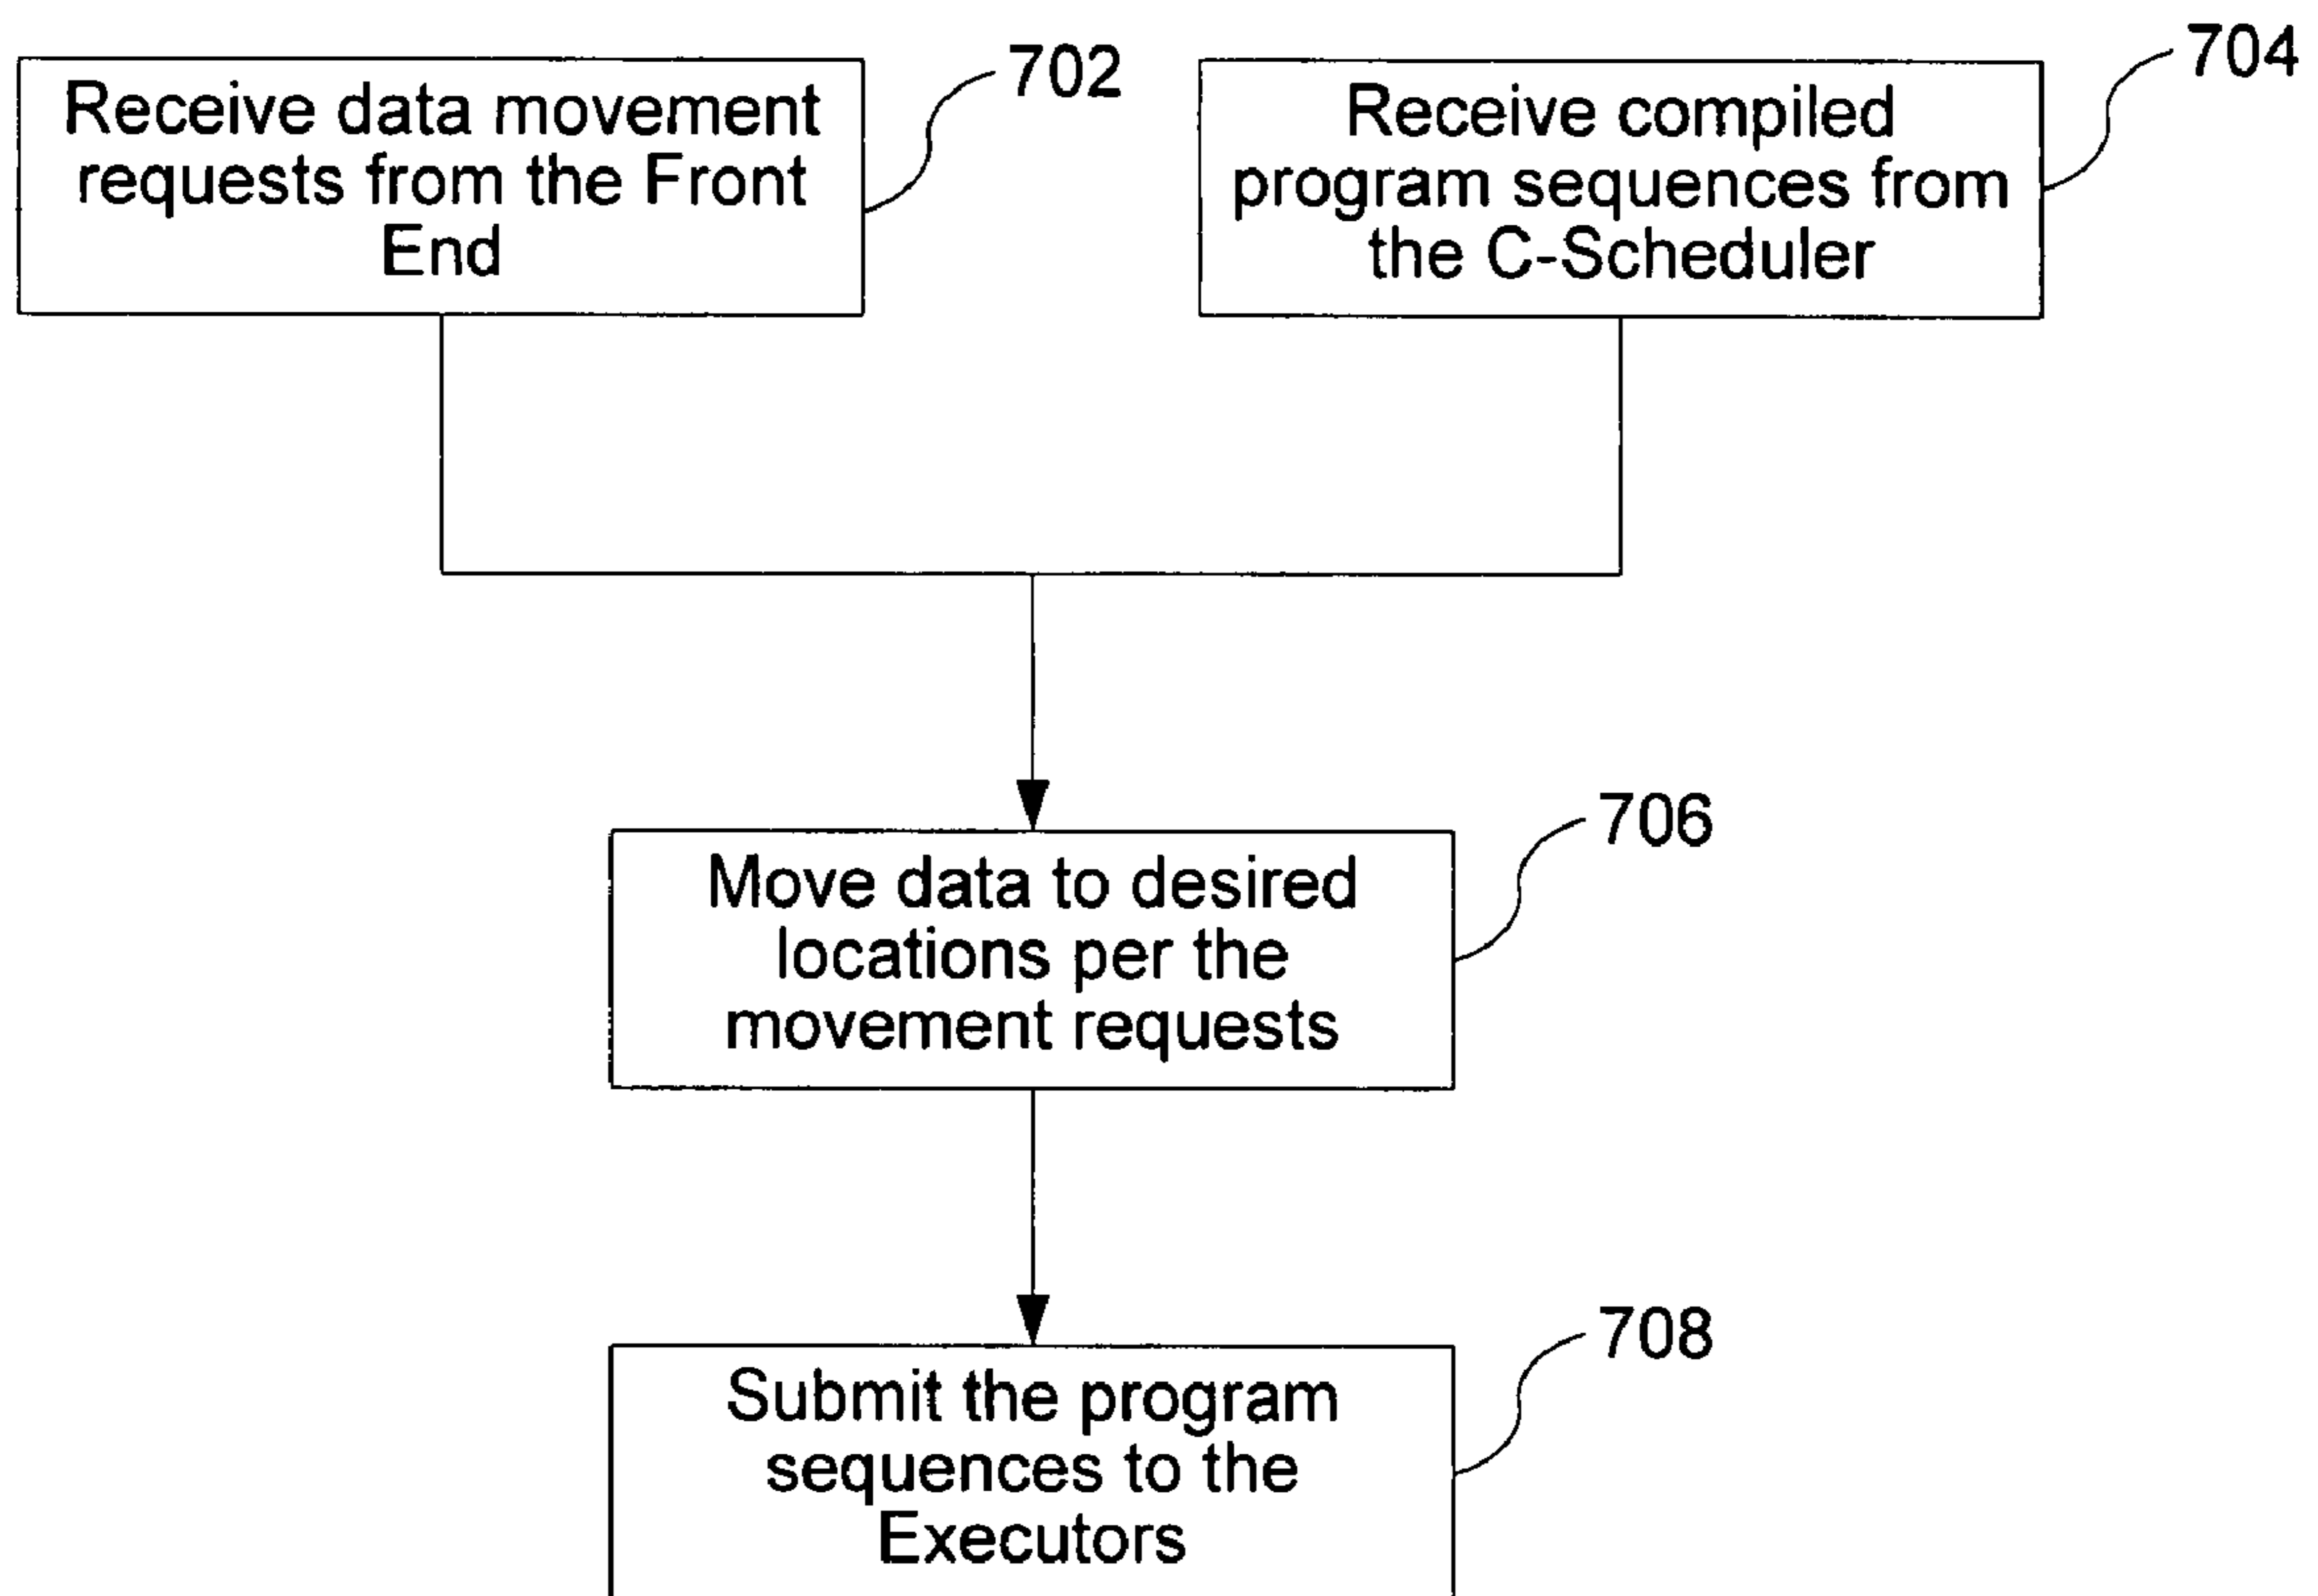 702
704
Receive data movement
requests from the Front
End
Receive compiled
program sequences from
the C-Scheduler
706
Move data to desired
locations per the
movement requests
708
Submit the program
sequences to the
Executors